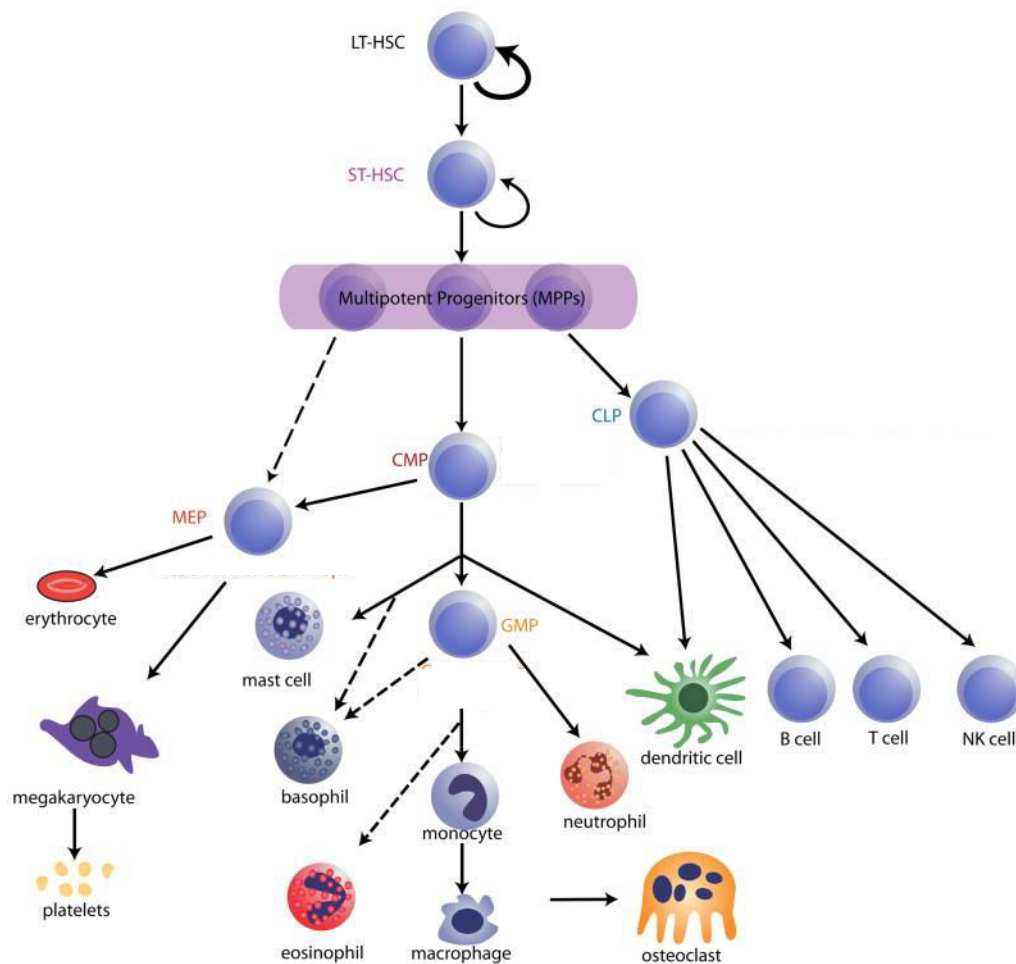 LT-HSC
ST-HSC
Multipotent Progenitors (MPPs)
CLP
CMP
MEP
erythrocyte
GMP
mast cell
B cell
T cell
NK cell
dendritic cell
megakaryocyte
basophil
neutrophil
monocyte
platelets
eosinophil
macrophage
osteoclast